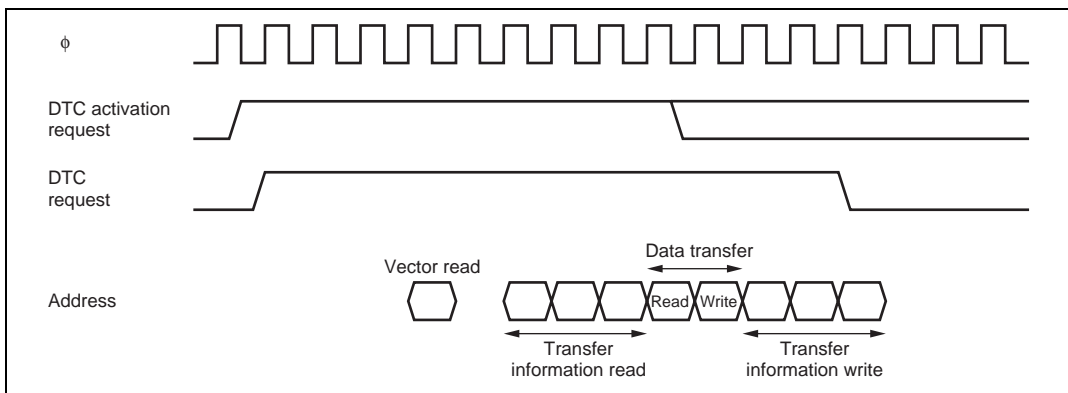 φ
DTC activation
request
DTC
request
Data transfer
Vector read
Address
Read
Write
Transfer
information read
Transfer
information write